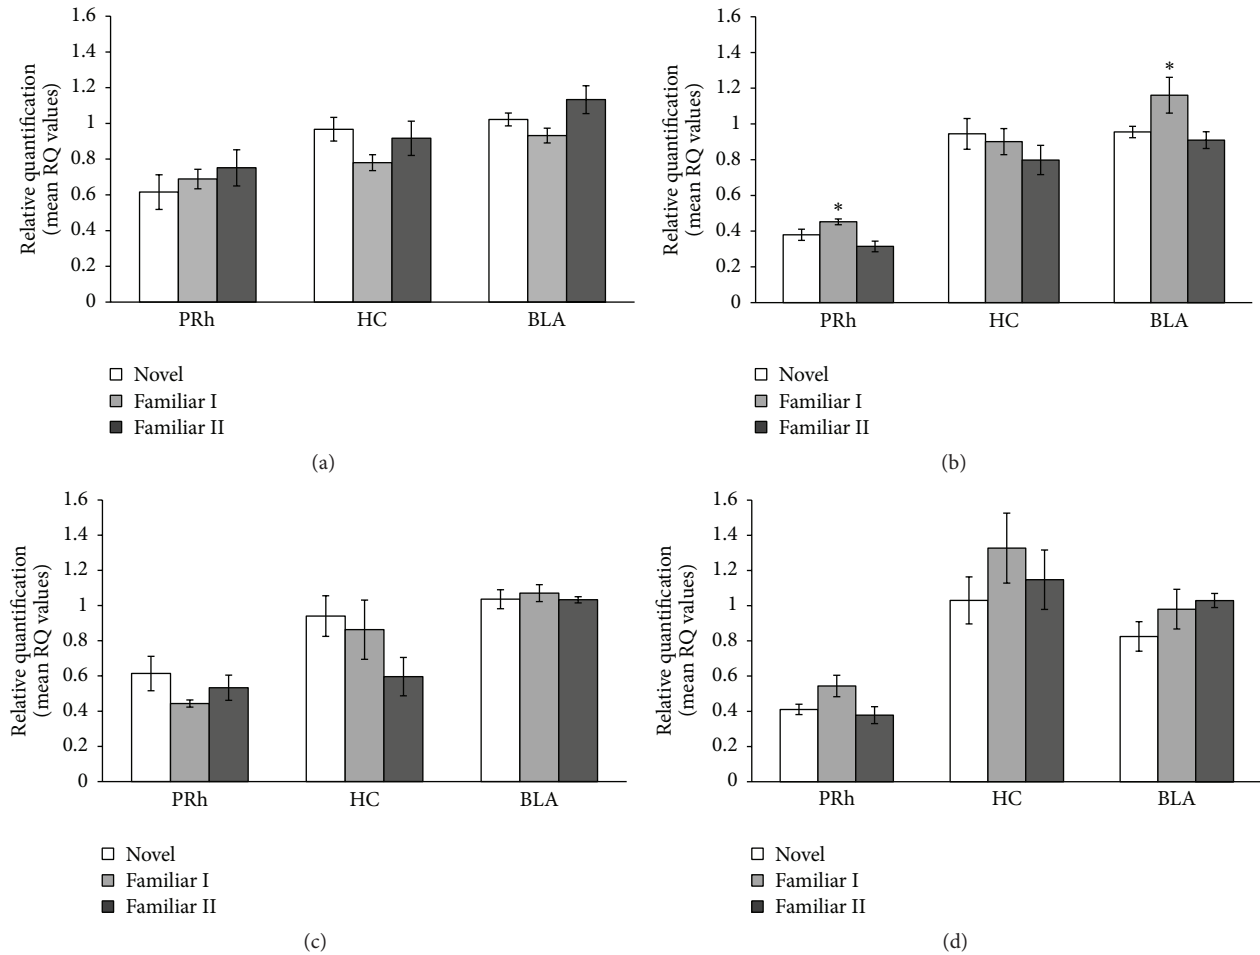 Relative quantification
(mean RQ values)
1.6
1.4
1.2
1
0.8
0.6
0.4
0.2
0
PRh HC BLA
Novel
Familiar I
Familiar II
(a)
Relative quantification
(mean RQ values)
1.6
1.4
1.2
1
0.8
0.6
0.4
0.2
0
*
*
PRh HC BLA
Novel
Familiar I
Familiar II
(b)
Relative quantification
(mean RQ values)
1.6
1.4
1.2
1
0.8
0.6
0.4
0.2
0
PRh HC BLA
Novel
Familiar I
Familiar II
(c)
Relative quantification
(mean RQ values)
1.6
1.4
1.2
1
0.8
0.6
0.4
0.2
0
PRh HC BLA
Novel
Familiar I
Familiar II
(d)